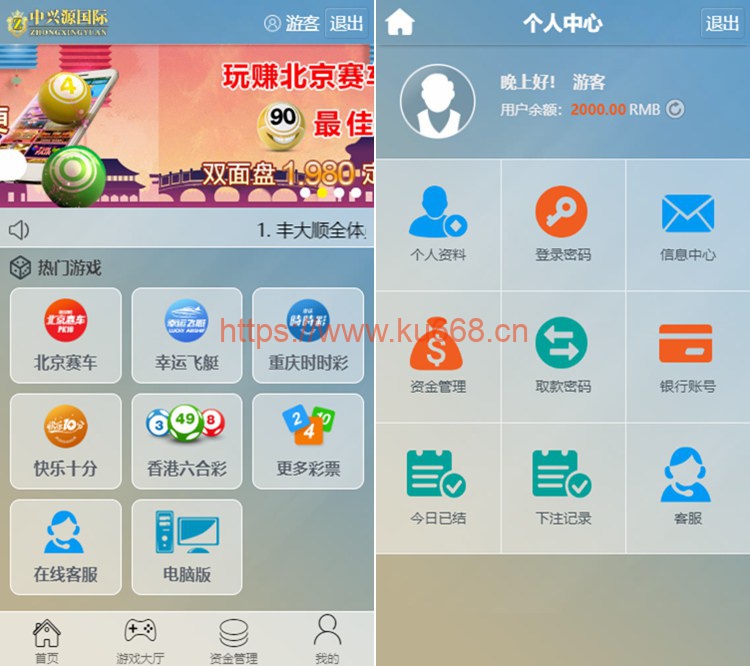 中兴源国际
ZHONGXINGYUAN
游客 退出
玩赚北京赛车
4
90
最佳
双面盘 1.980 定
1. 丰大顺全体
热门游戏
北京赛车
PK10
幸运飞艇
LUCKY AIRSHIP
時時彩
北京赛车
幸运飞艇
重庆时时彩
快乐10分
3 49 8
2 4 10
快乐十分
香港六合彩
更多彩票
在线客服
电脑版
首页
游戏大厅
资金管理
我的
个人中心
退出
晚上好! 游客
用户余额: 2000.00 RMB
个人资料
登录密码
信息中心
$
资金管理
取款密码
银行账号
今日已结
下注记录
客服
https://www.ku668.cn